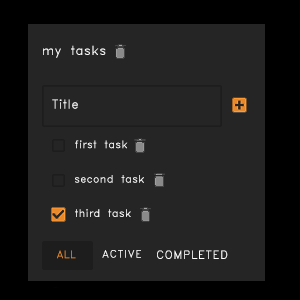 my tasks
Title
first task
second task
third task
ALL ACTIVE COMPLETED